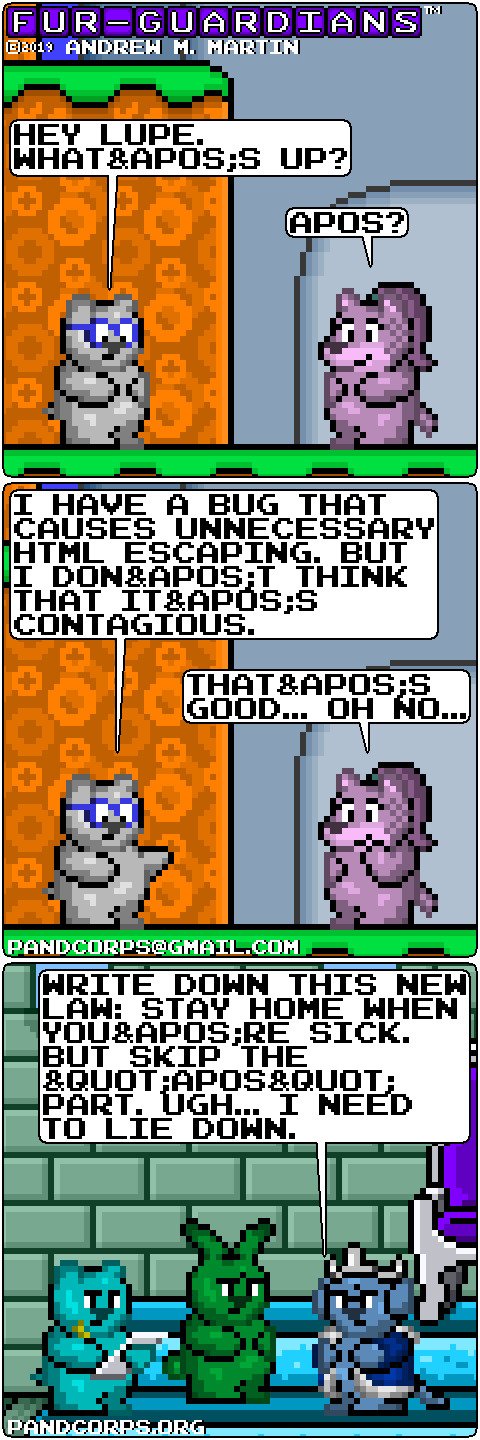 FUR-GUARDIANS™
©2019 ANDREW M. MARTIN
HEY LUPE.
WHAT&APOS;S UP?
APOS?
I HAVE A BUG THAT
CAUSES UNNECESSARY
HTML ESCAPING. BUT
I DON&APOS;T THINK
THAT IT&APOS;S
CONTAGIOUS.
THAT&APOS;S
GOOD... OH NO...
PANDCORPS@GMAIL.COM
WRITE DOWN THIS NEW
LAW: STAY HOME WHEN
YOU&APOS;RE SICK.
BUT SKIP THE
&QUOT;APOS&QUOT;
PART. UGH... I NEED
TO LIE DOWN.
PANDCORPS.ORG